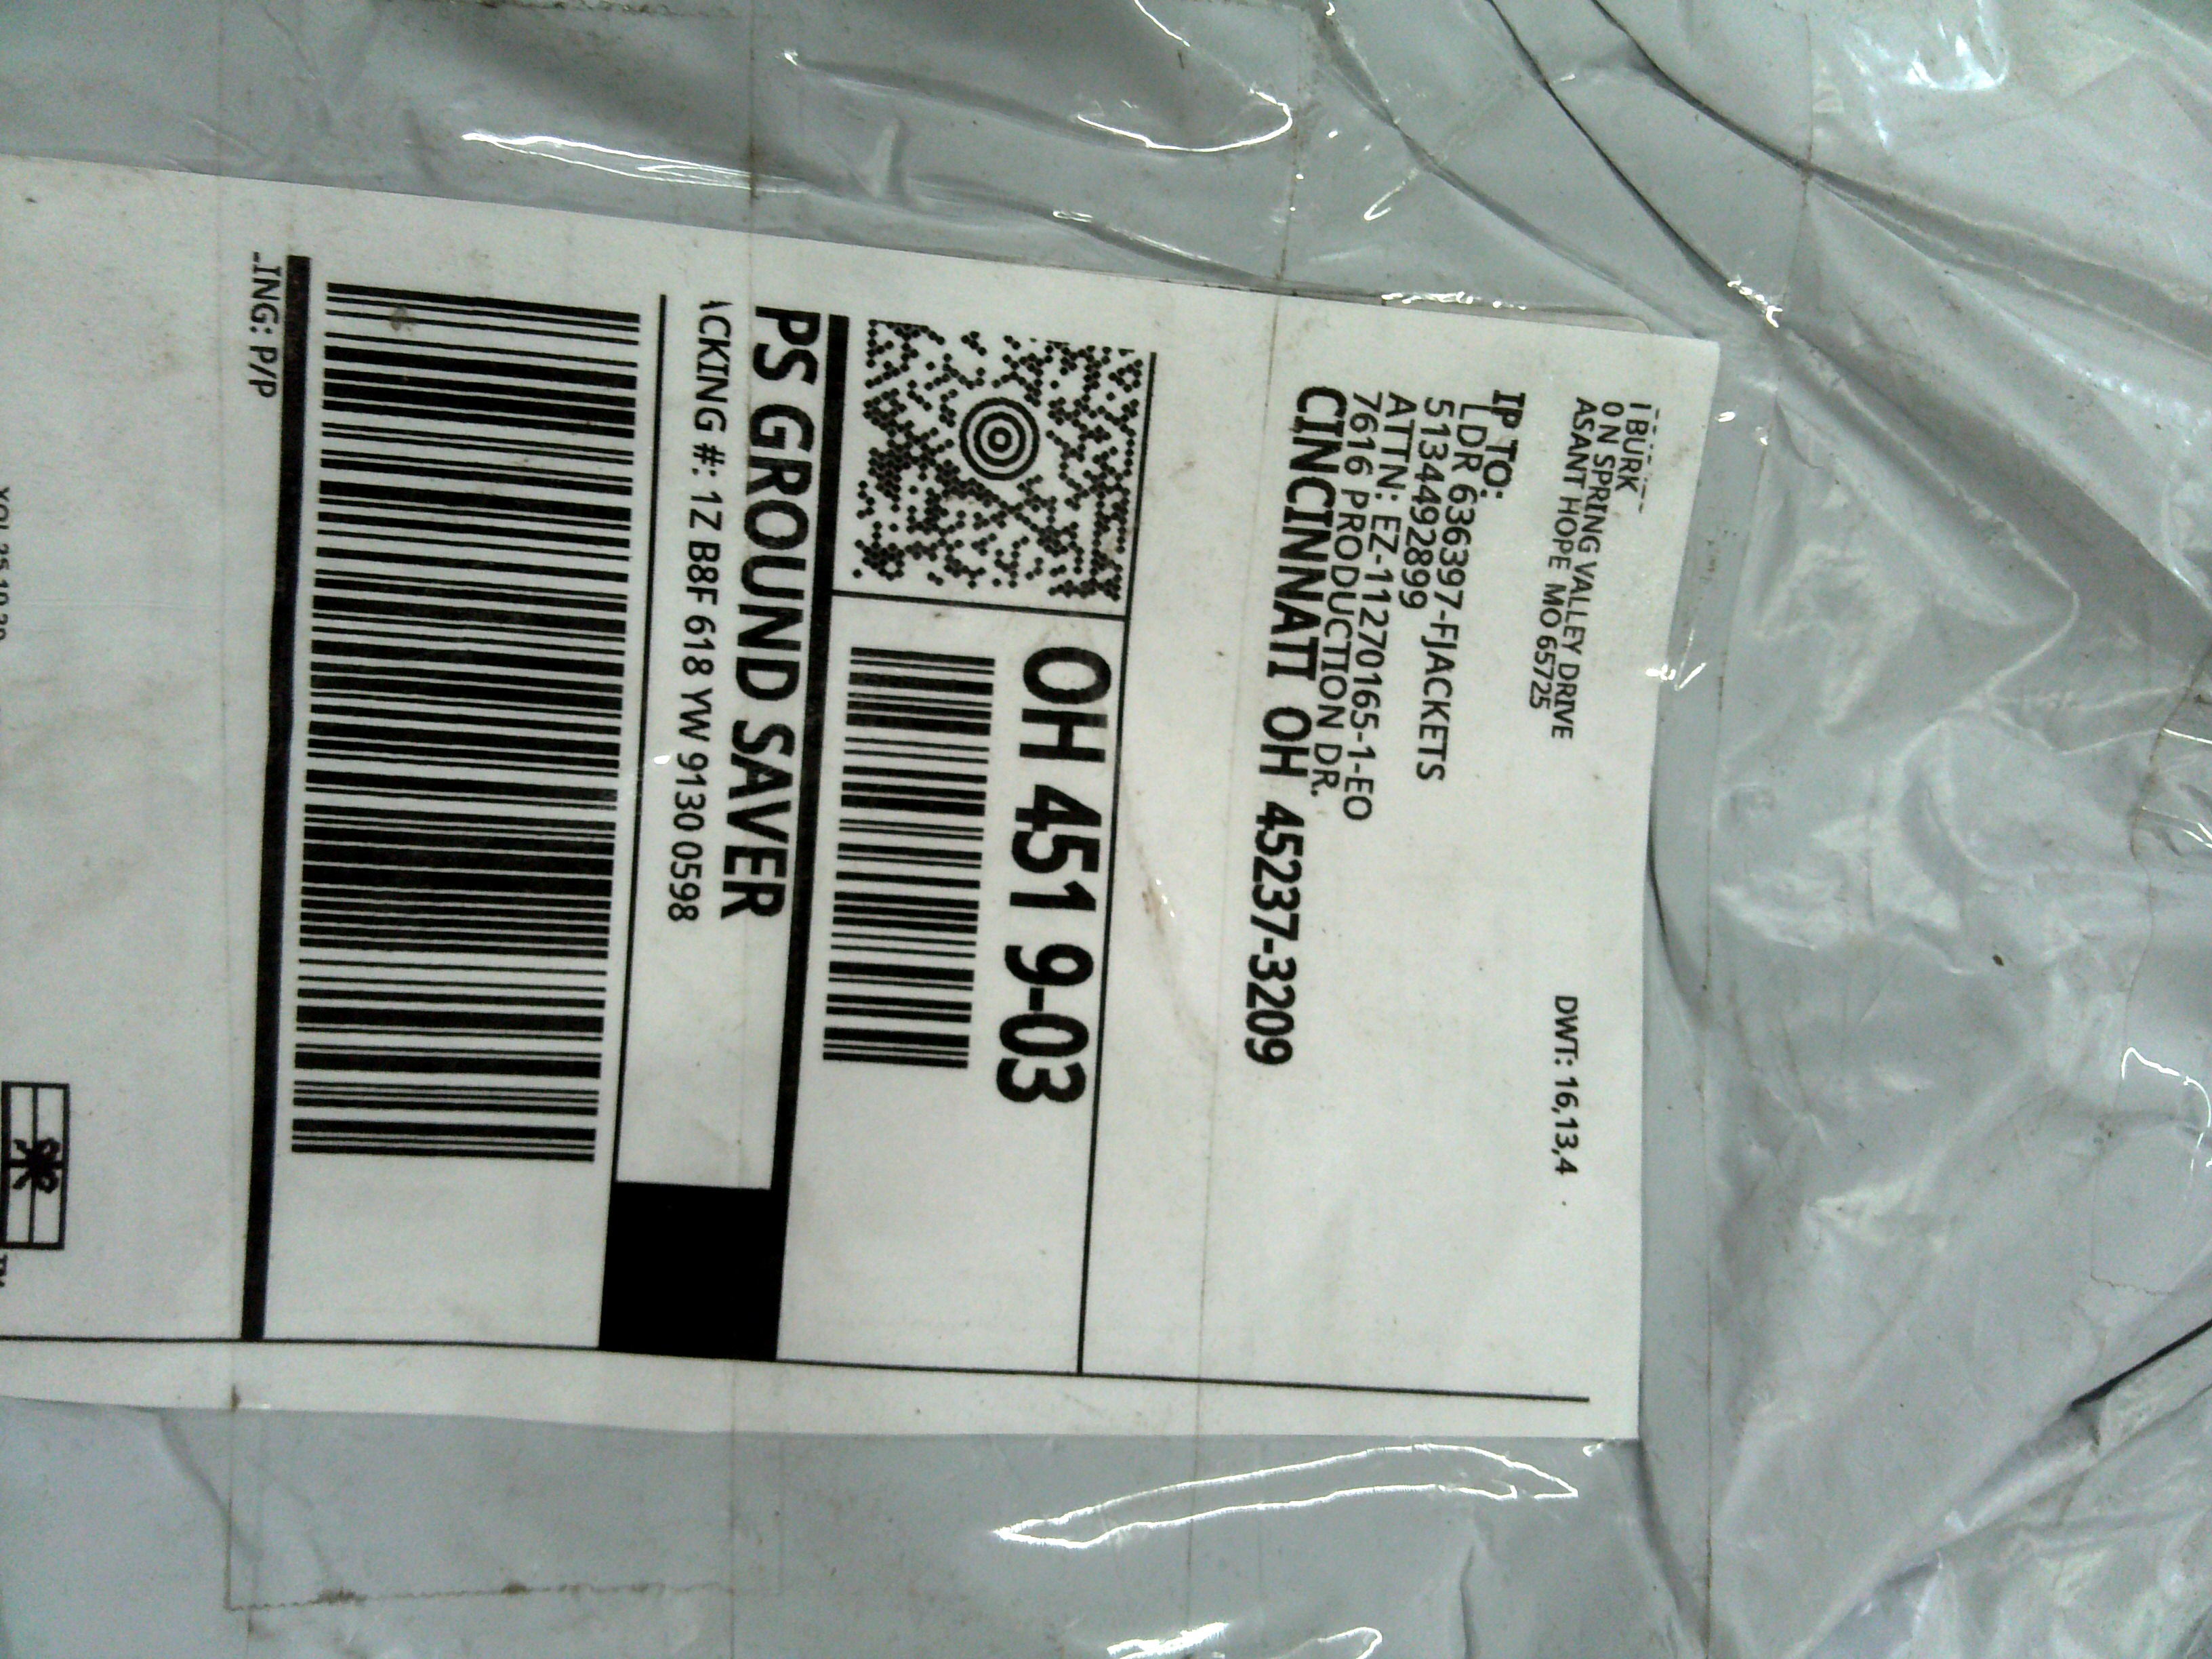 I BURK
0 N SPRING VALLEY DRIVE
ASANT HOPE MO 65725
DWT: 16,13,4
IP TO:
LDR 636397-FJACKETS
5134492899
ATTN: EZ-11270165-1-EO
7616 PRODUCTION DR.
CINCINNATI OH 45237-3209
OH 451 9-03
PS GROUND SAVER
ACKING #: 1Z B8F 618 YW 9130 0598
ING: P/P